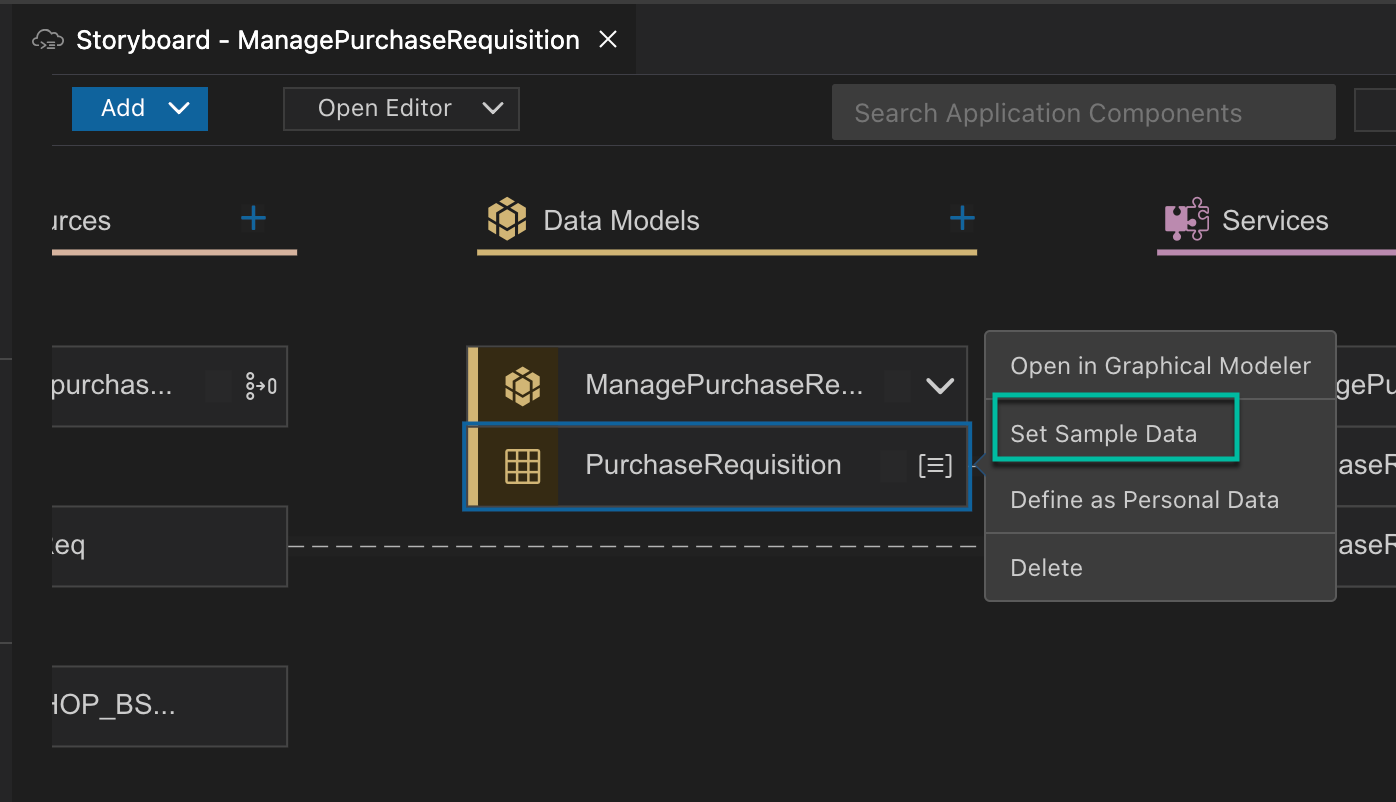 Storyboard - ManagePurchaseRequisition
Add
Open Editor
Search Application Components
urces
Data Models
Services
purchas...
ManagePurchaseRe...
PurchaseRequisition
Open in Graphical Modeler
Set Sample Data
Define as Personal Data
Delete
gePu
aseR
aseR
eq
HOP_BS...